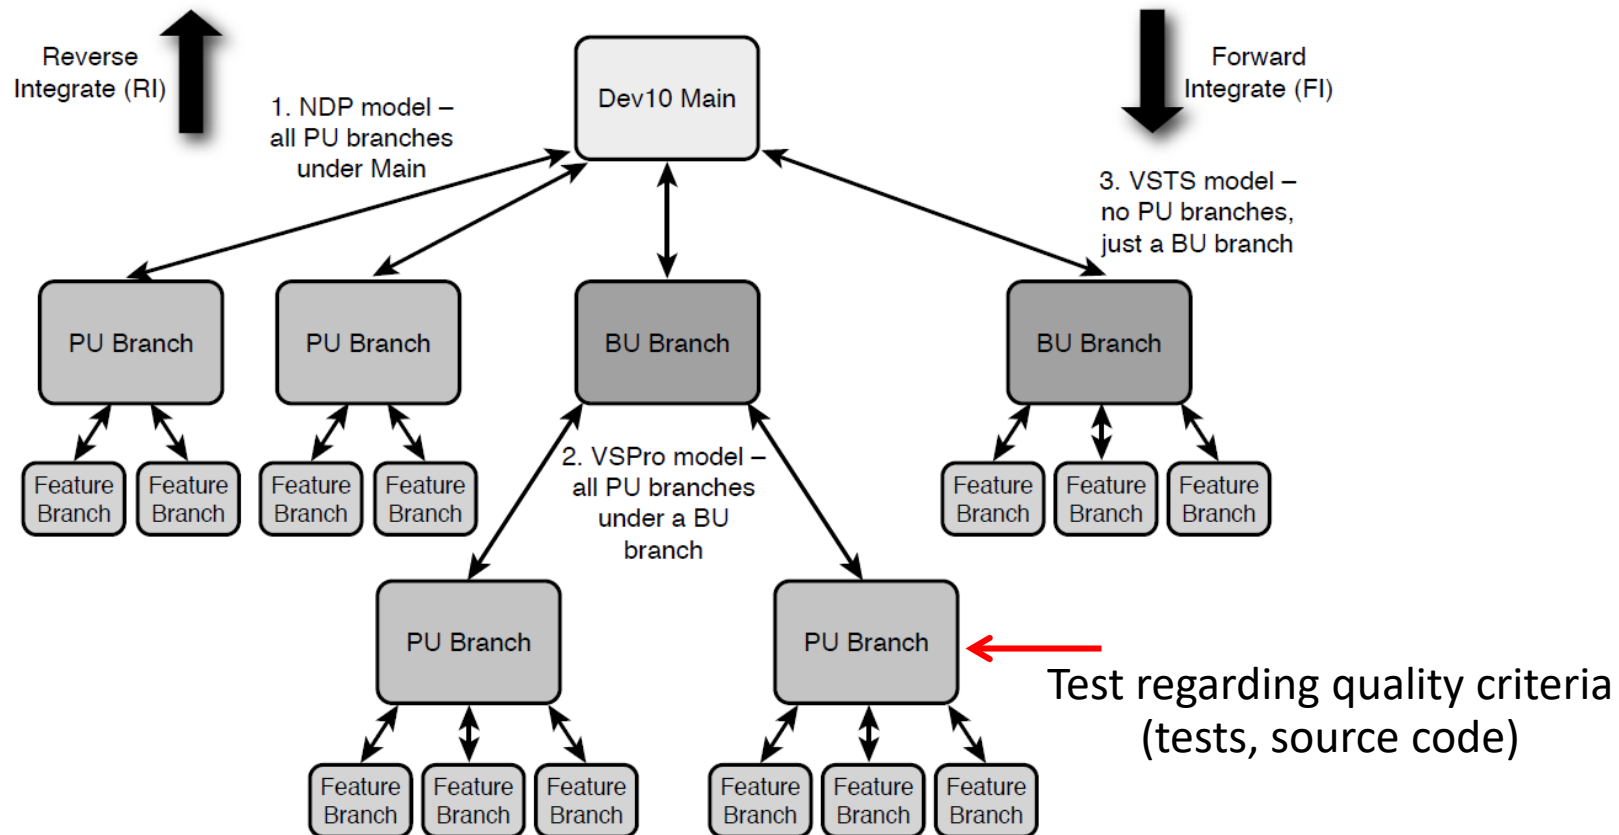 Reverse
Integrate (RI)
1. NDP model –
all PU branches
under Main
Dev10 Main
Forward
Integrate (FI)
3. VSTS model –
no PU branches,
just a BU branch
PU Branch
PU Branch
BU Branch
BU Branch
Feature
Branch
Feature
Branch
Feature
Branch
Feature
Branch
2. VSPro model –
all PU branches
under a BU
branch
Feature
Branch
Feature
Branch
Feature
Branch
PU Branch
PU Branch
Test regarding quality criteria
(tests, source code)
Feature
Branch
Feature
Branch
Feature
Branch
Feature
Branch
Feature
Branch
Feature
Branch